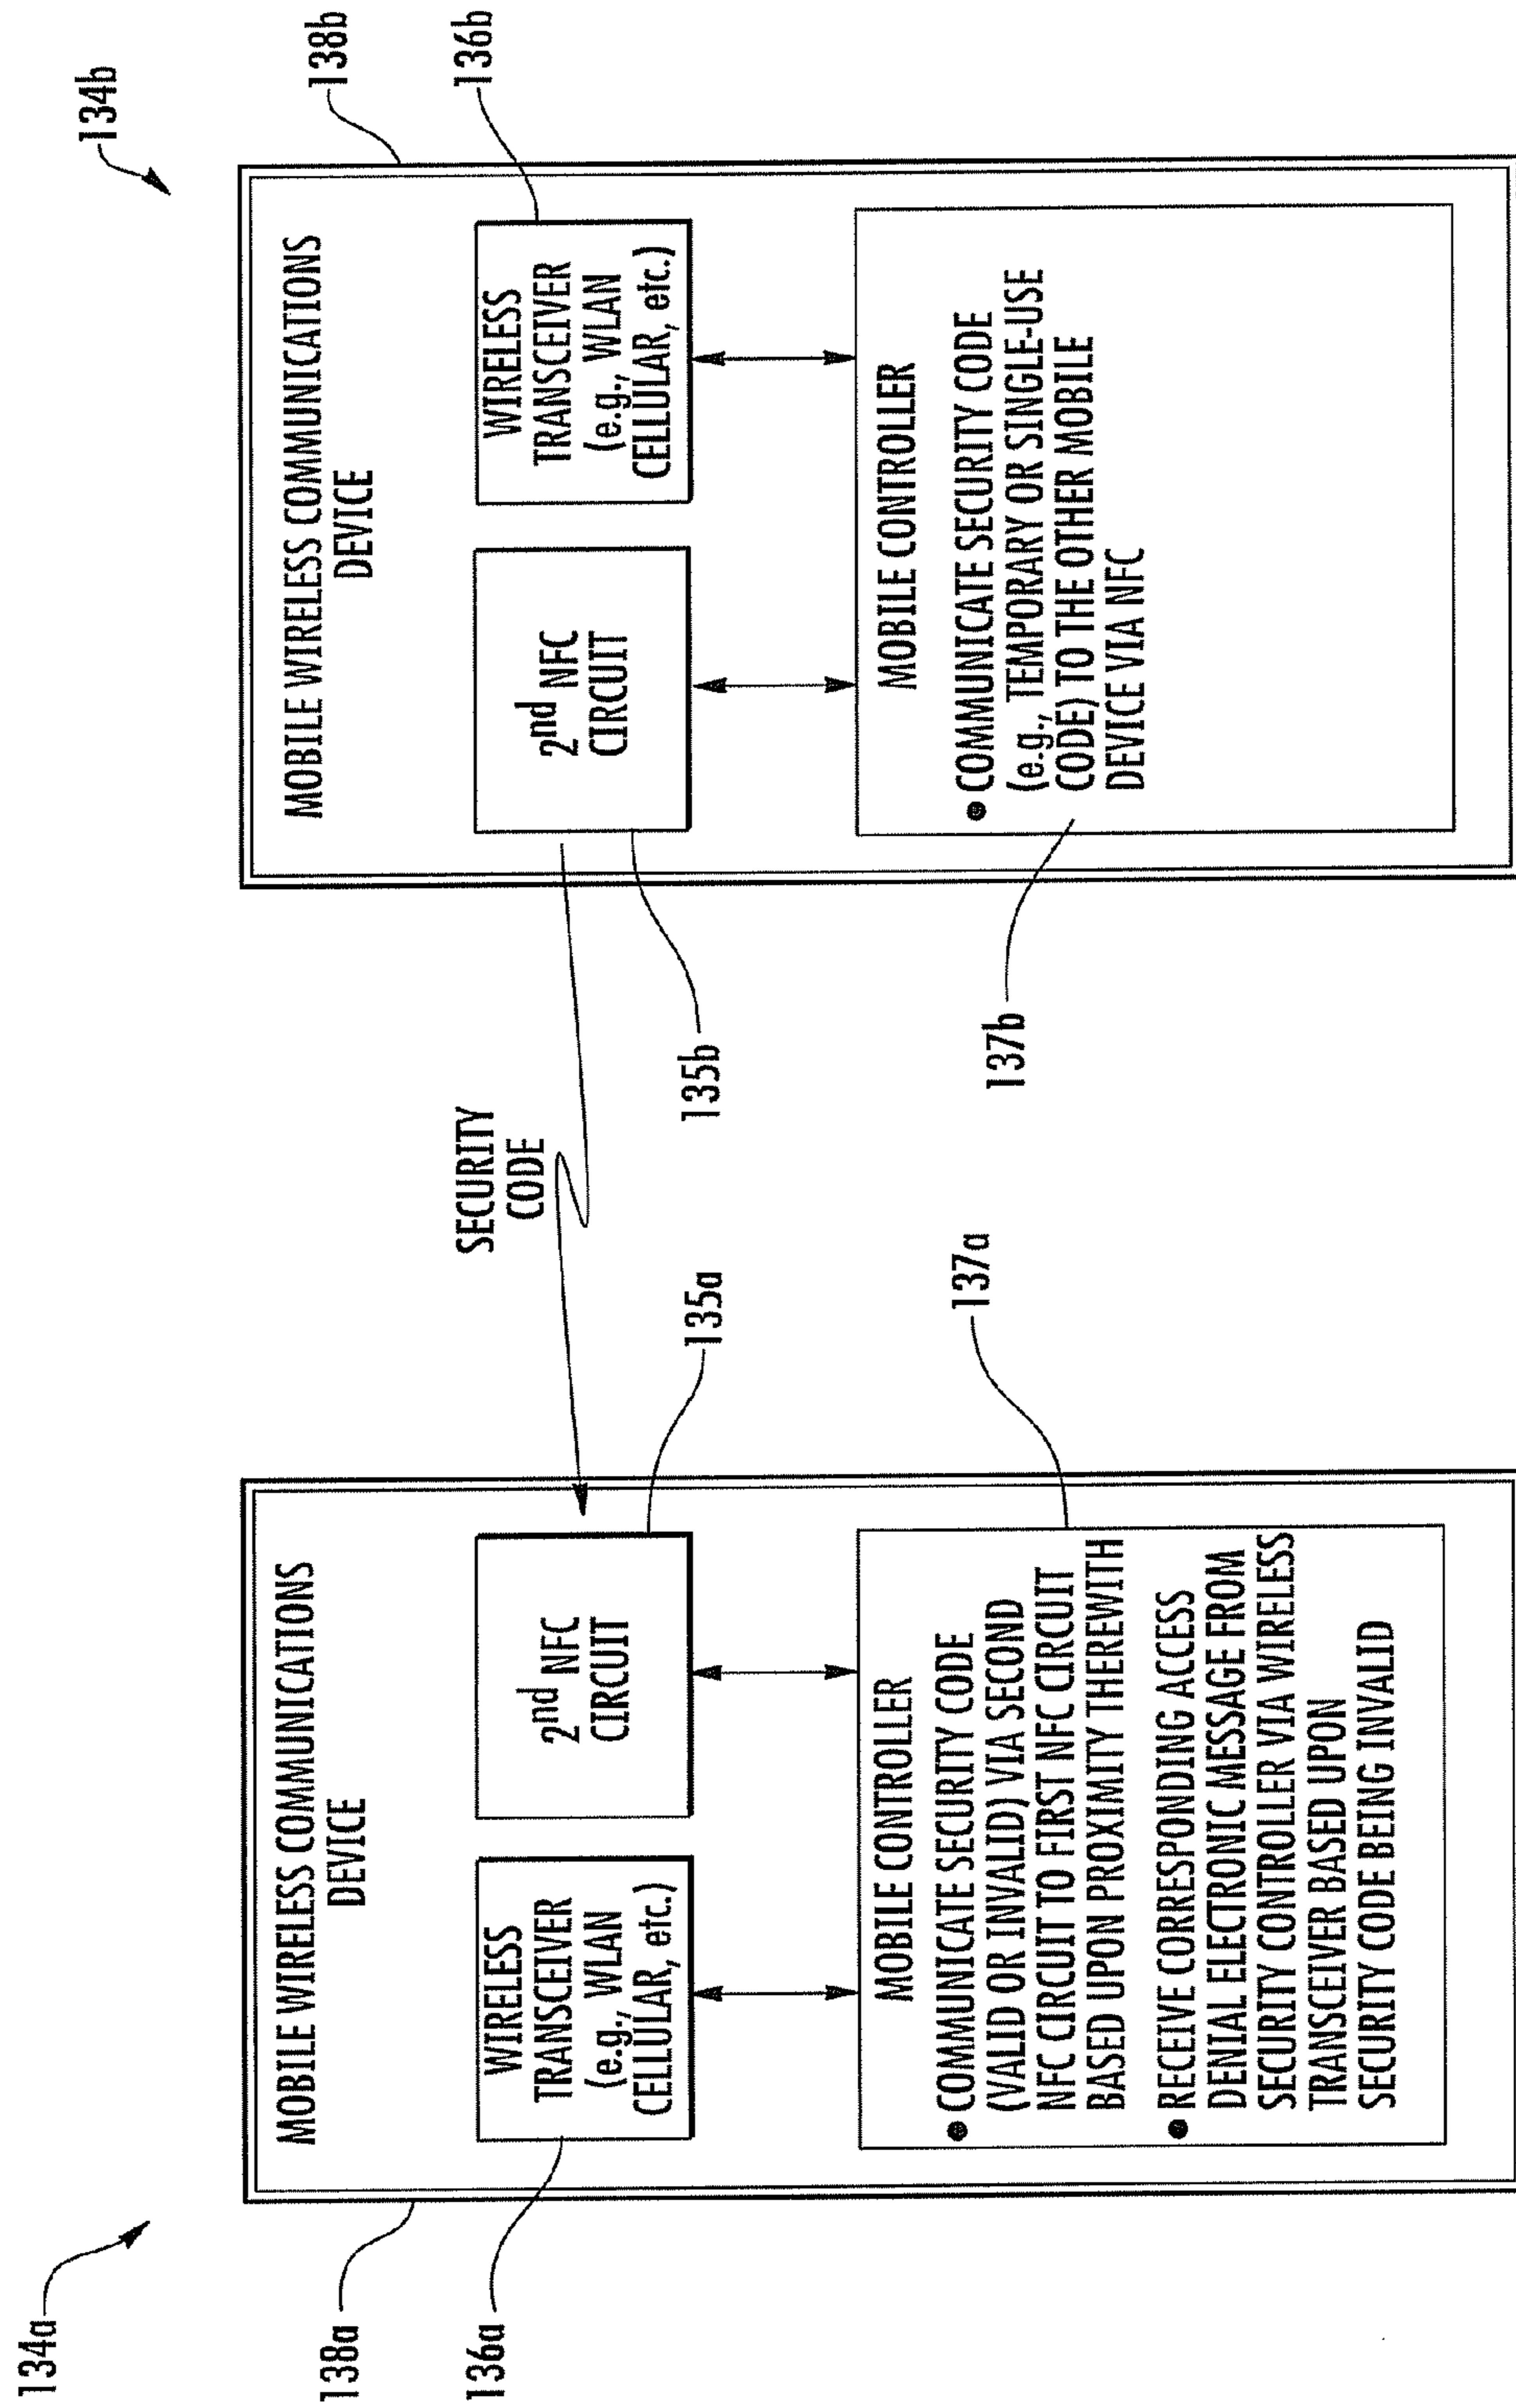 134a
138a
136a
MOBILE WIRELESS COMMUNICATIONS
DEVICE
WIRELESS
TRANSCEIVER
(e.g., WLAN
CELLULAR, etc.)
2nd NFC
CIRCUIT
135a
MOBILE CONTROLLER
● COMMUNICATE SECURITY CODE
(VALID OR INVALID) VIA SECOND
NFC CIRCUIT TO FIRST NFC CIRCUIT
BASED UPON PROXIMITY THEREWITH
● RECEIVE CORRESPONDING ACCESS
DENIAL ELECTRONIC MESSAGE FROM
SECURITY CONTROLLER VIA WIRELESS
TRANSCEIVER BASED UPON
SECURITY CODE BEING INVALID
137a
SECURITY
CODE
134b
138b
136b
MOBILE WIRELESS COMMUNICATIONS
DEVICE
2nd NFC
CIRCUIT
WIRELESS
TRANSCEIVER
(e.g., WLAN
CELLULAR, etc.)
135b
MOBILE CONTROLLER
● COMMUNICATE SECURITY CODE
(e.g., TEMPORARY OR SINGLE-USE
CODE) TO THE OTHER MOBILE
DEVICE VIA NFC
137b